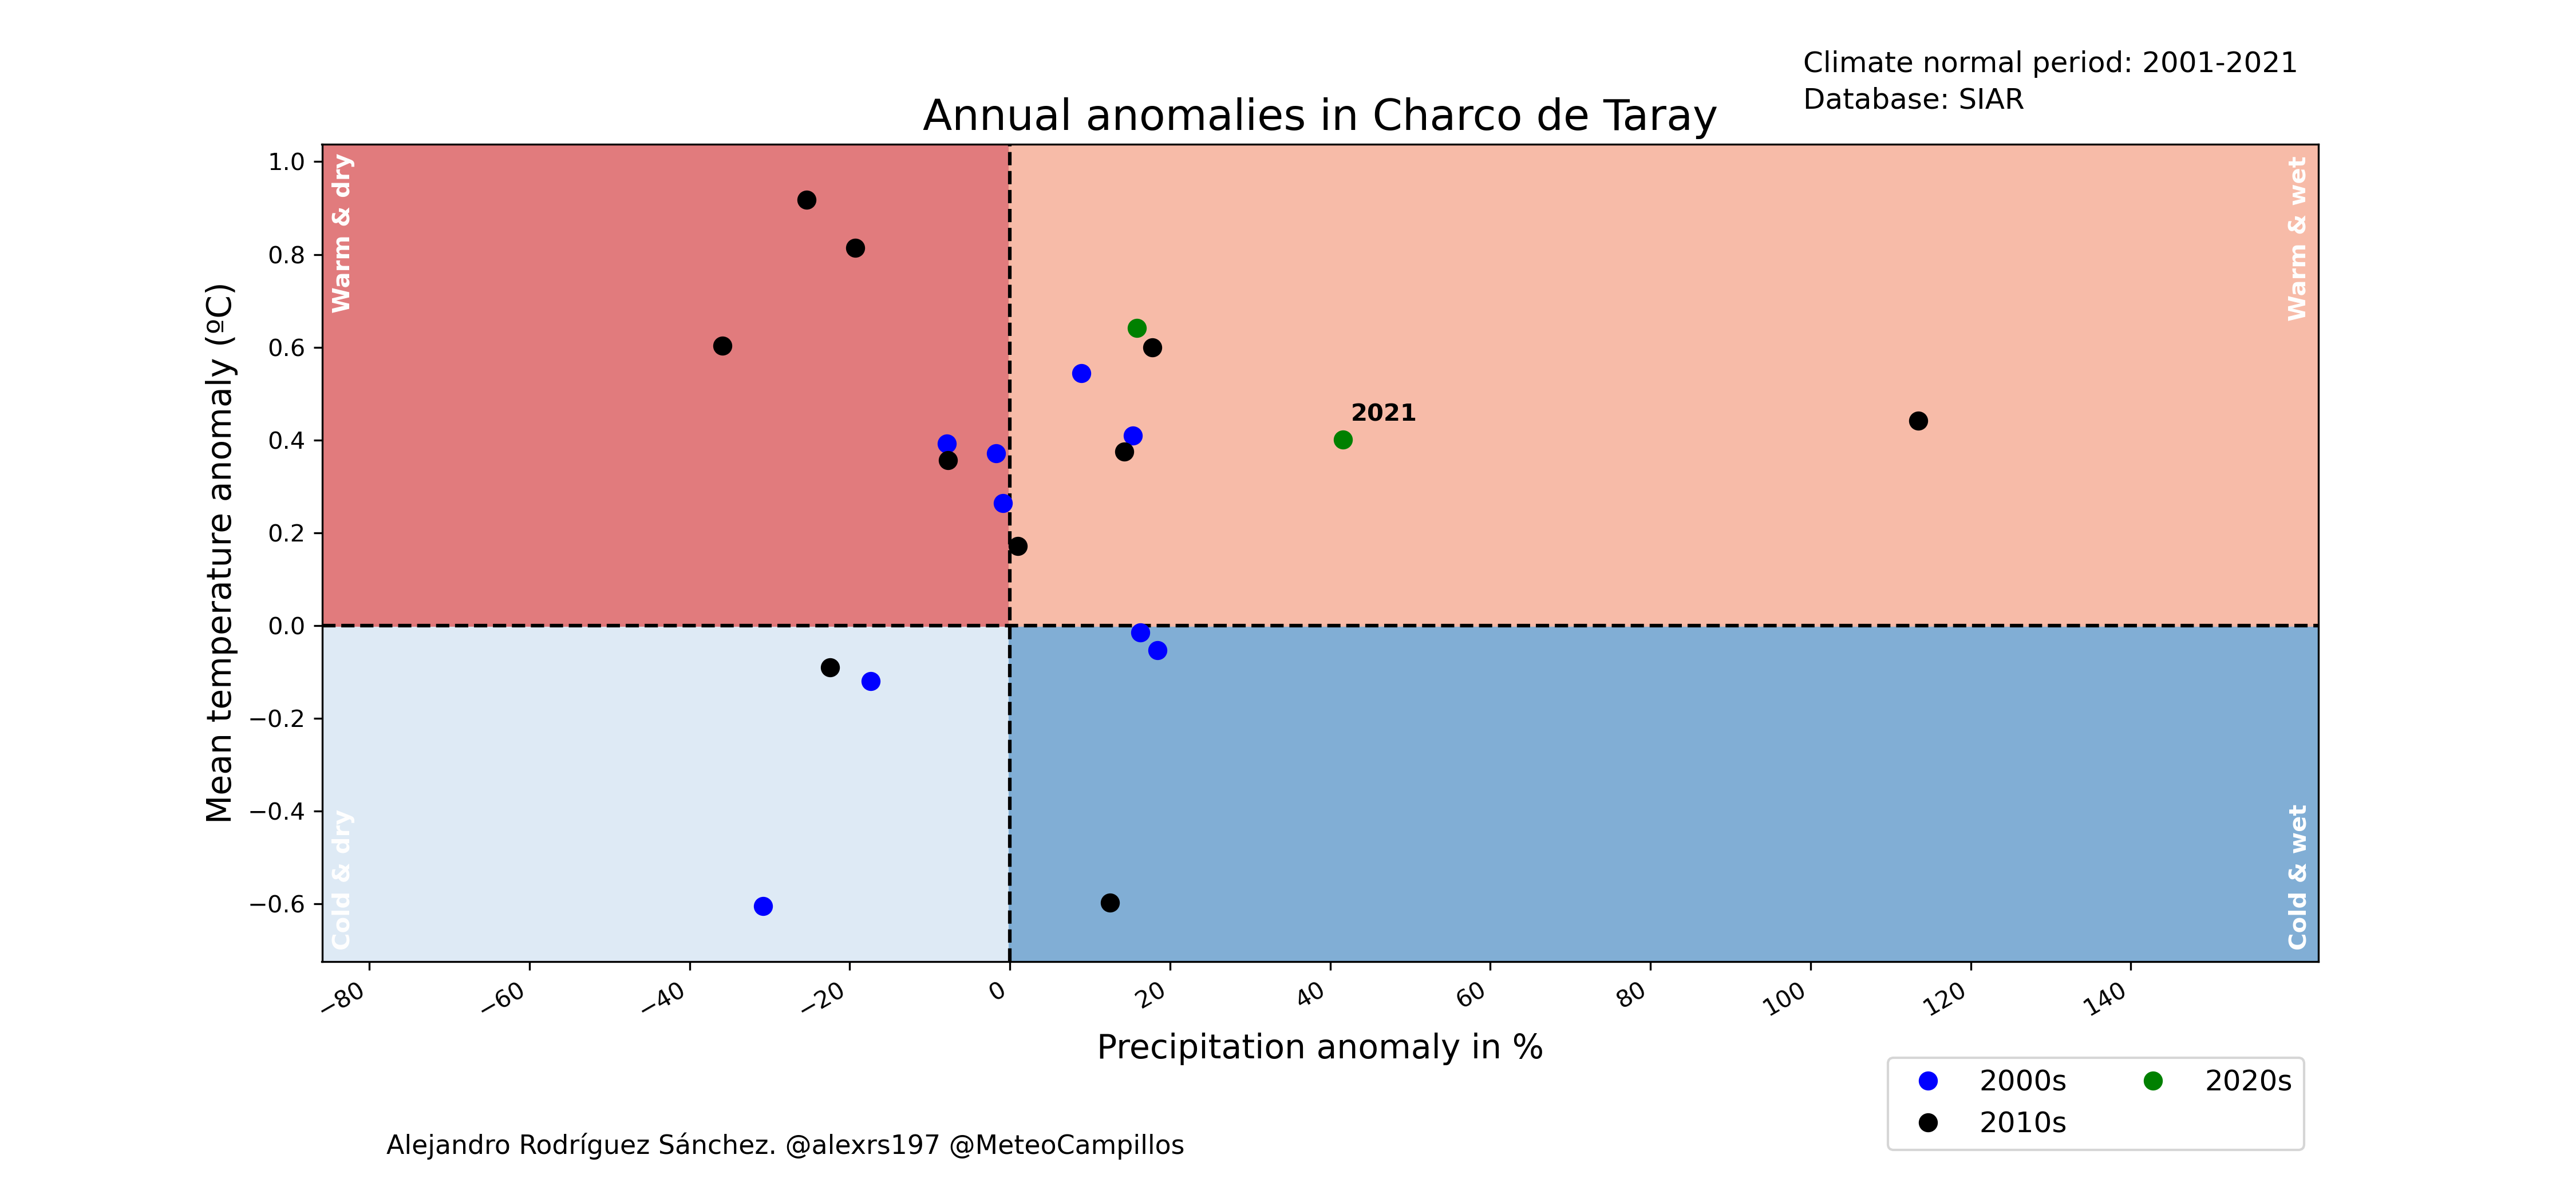 Climate normal period: 2001-2021
Database: SIAR
Annual anomalies in Charco de Taray
Mean temperature anomaly (ºC)
1.0
0.8
0.6
0.4
0.2
0.0
−0.2
−0.4
−0.6
Warm & dry
Warm & wet
2021
Cold & dry
Cold & wet
−80
−60
−40
−20
0
20
40
60
80
100
120
140
Precipitation anomaly in %
2000s
2010s
2020s
Alejandro Rodríguez Sánchez. @alexrs197 @MeteoCampillos